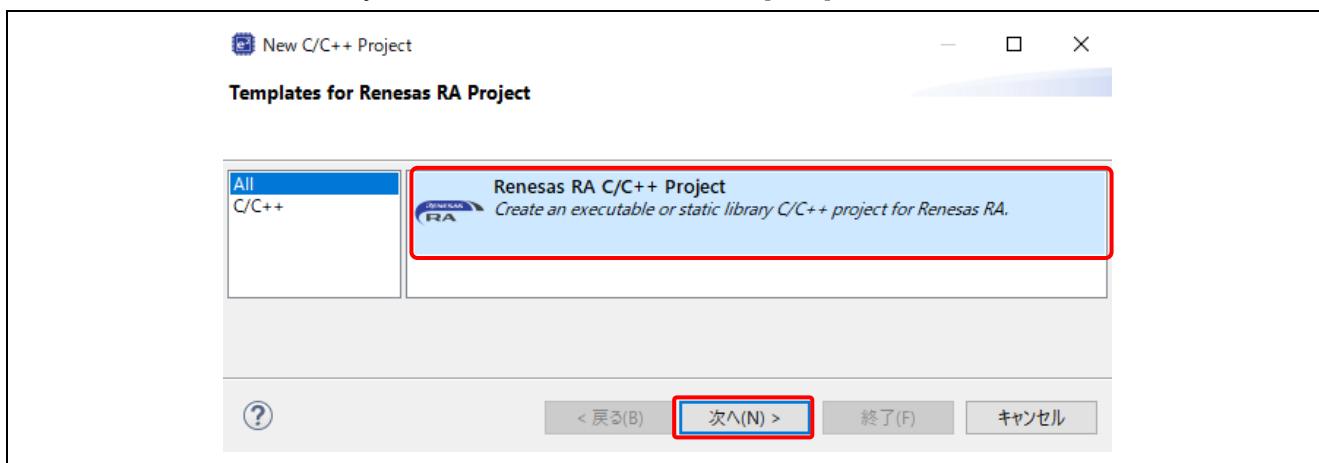 New C/C++ Project
Templates for Renesas RA Project
All
C/C++
Renesas RA C/C++ Project
RENESAS
RA
Create an executable or static library C/C++ project for Renesas RA.
< 戻る(B)
次へ(N) >
終了(F)
キャンセル